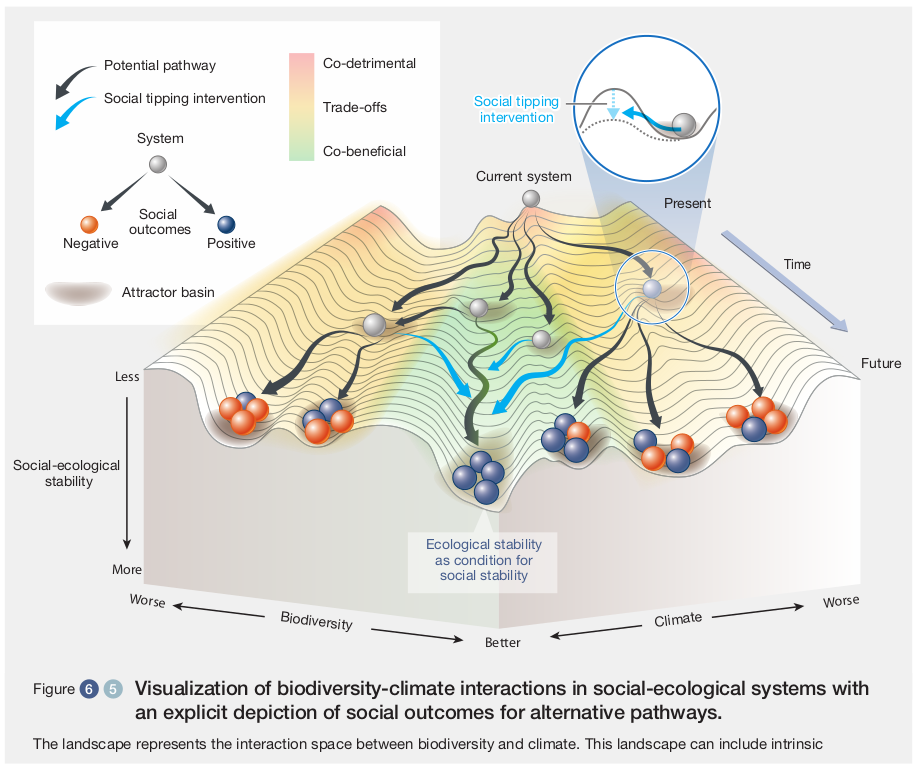 Potential pathway
Social tipping intervention
System
Social
outcomes
Negative
Positive
Attractor basin
Co-detrimental
Trade-offs
Co-beneficial
Social tipping
intervention
Current system
Present
Time
Future
Less
Social-ecological
stability
More
Ecological stability
as condition for
social stability
Worse
Biodiversity
Better
Climate
Worse
Figure 6 5 Visualization of biodiversity-climate interactions in social-ecological systems with
an explicit depiction of social outcomes for alternative pathways.
The landscape represents the interaction space between biodiversity and climate. This landscape can include intrinsic